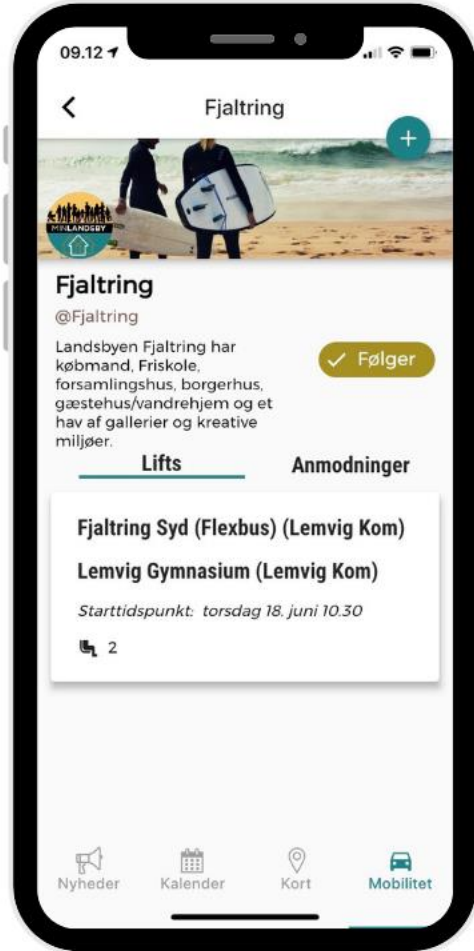 09.12
Fjaltring
+
MINLANDSBY
Fjaltring
@Fjaltring
Landsbyen Fjaltring har
købmand, Friskole,
forsamlingshus, borgerhus,
gæstehus/vandrehjem og et
hav af gallerier og kreative
miljøer.
Følger
Lifts
Anmodninger
Fjaltring Syd (Flexbus) (Lemvig Kom)
Lemvig Gymnasium (Lemvig Kom)
Starttidspunkt: torsdag 18. juni 10.30
2
Nyheder
Kalender
Kort
Mobilitet